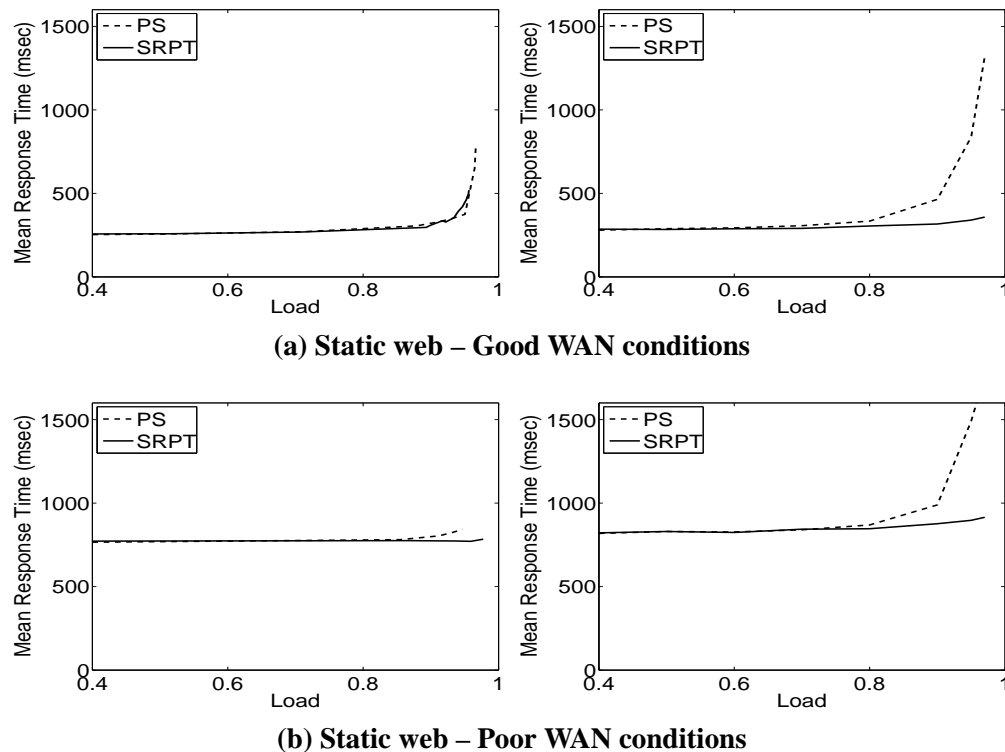 1500
1000
500
0
Mean Response Time (msec)
PS
SRPT
0.4 0.6 0.8 1
Load
1500
1000
500
0
Mean Response Time (msec)
PS
SRPT
0.4 0.6 0.8 1
Load
(a) Static web – Good WAN conditions
1500
1000
500
0
Mean Response Time (msec)
PS
SRPT
0.4 0.6 0.8 1
Load
1500
1000
500
0
Mean Response Time (msec)
PS
SRPT
0.4 0.6 0.8 1
Load
(b) Static web – Poor WAN conditions